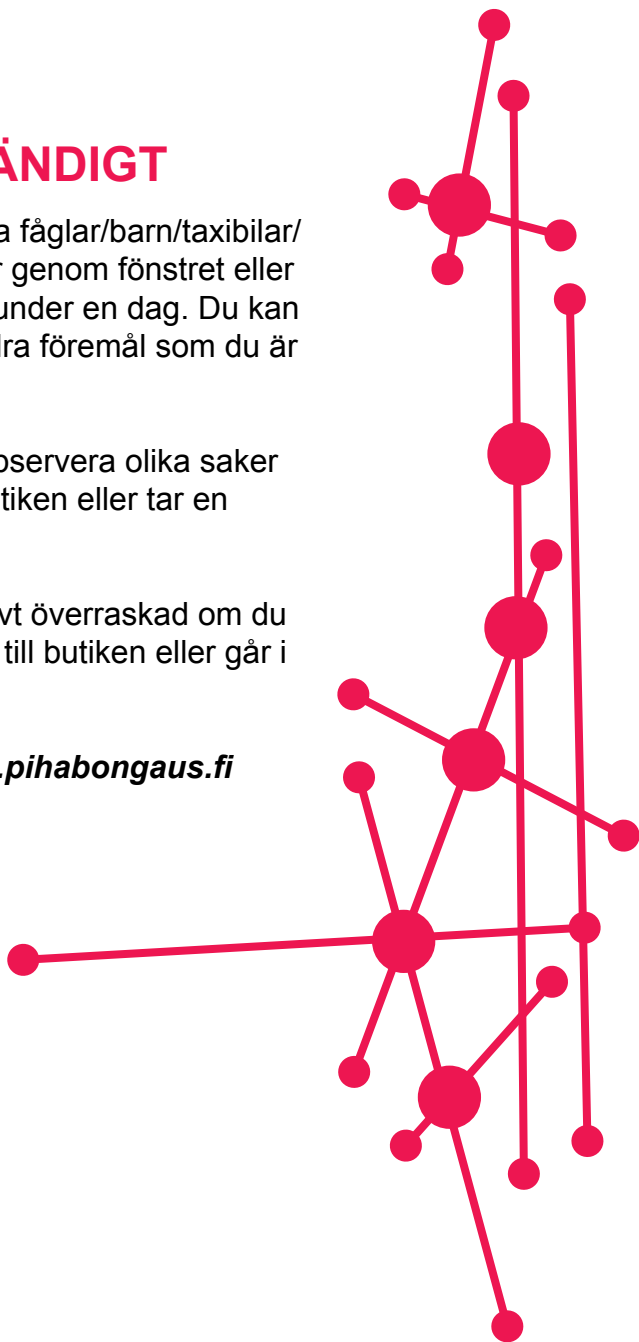 ÄNDIGT
a fåglar/barn/taxibilar/
r genom fönstret eller
under en dag. Du kan
dra föremål som du är
bservera olika saker
tiken eller tar en
vt överraskad om du
till butiken eller går i
.pihabongaus.fi